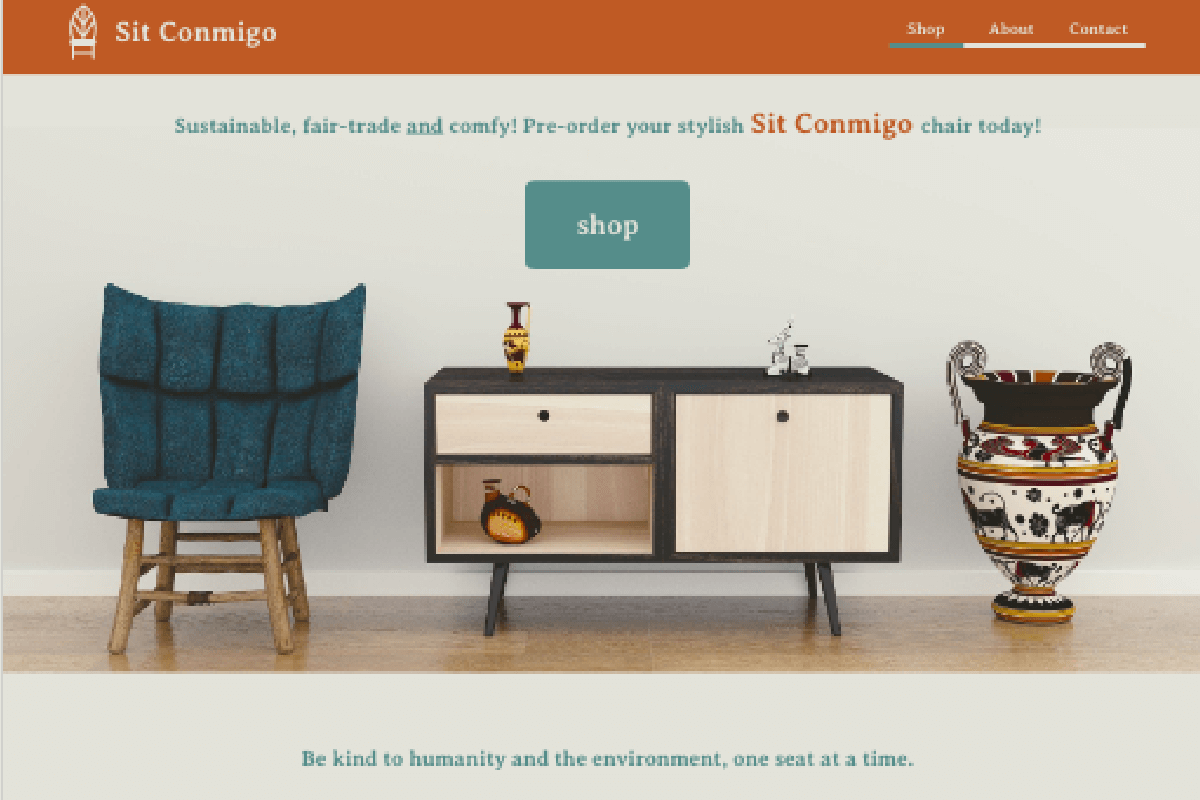 Sit Conmigo
Shop About Contact
Sustainable, fair-trade and comfy! Pre-order your stylish Sit Conmigo chair today!
shop
Be kind to humanity and the environment, one seat at a time.